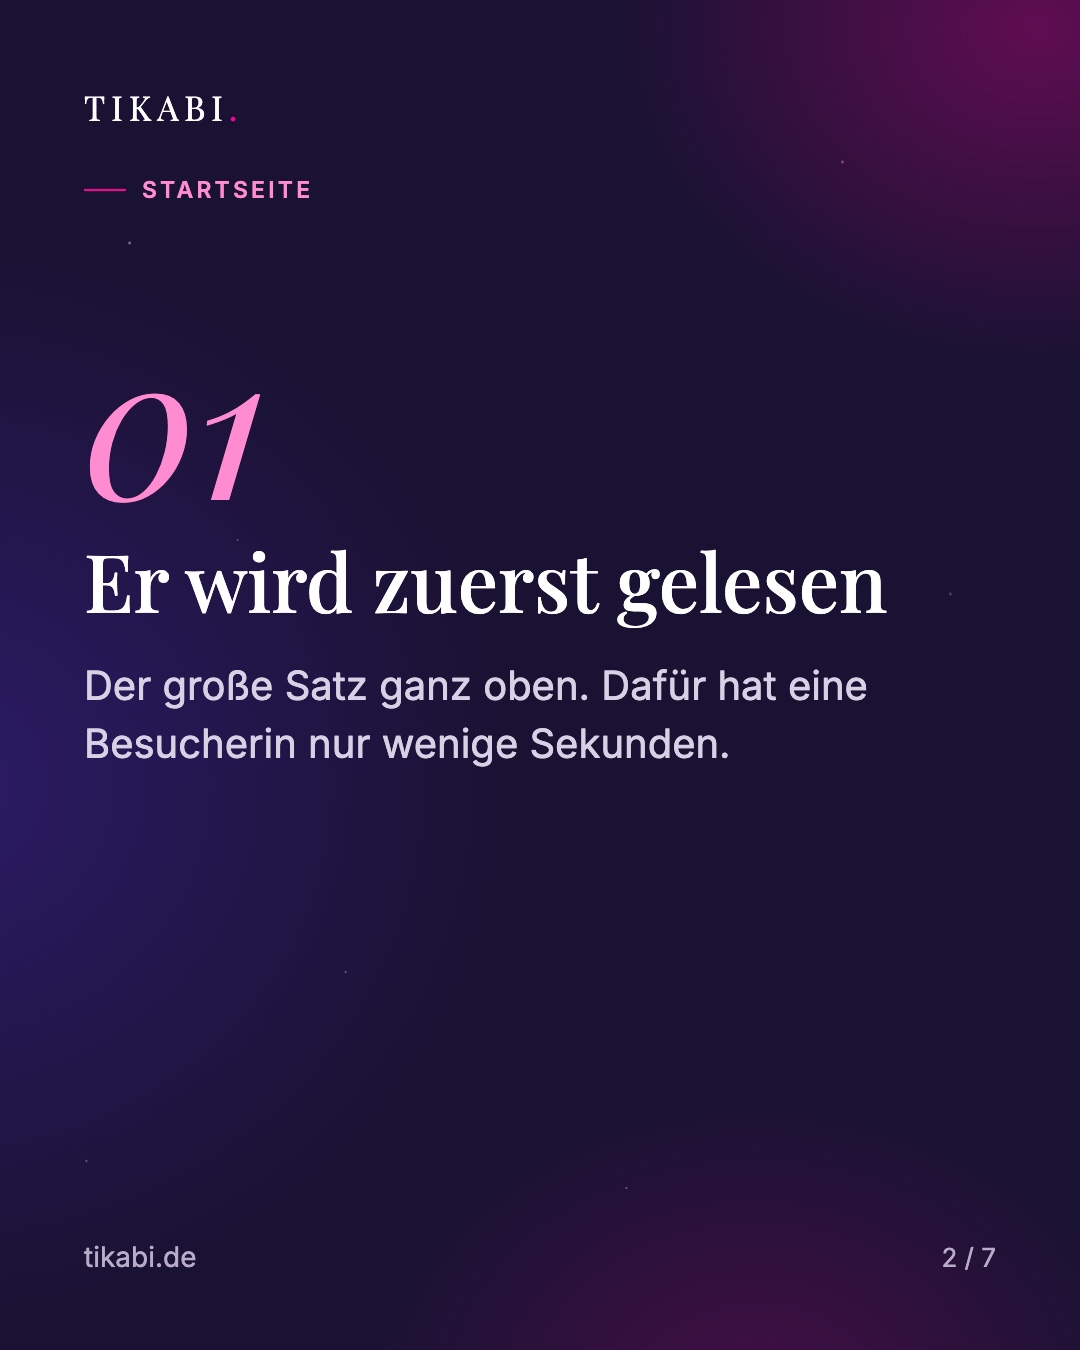 TIKABI.
STARTSEITE
01
Er wird zuerst gelesen
Der große Satz ganz oben. Dafür hat eine
Besucherin nur wenige Sekunden.
tikabi.de
2 / 7